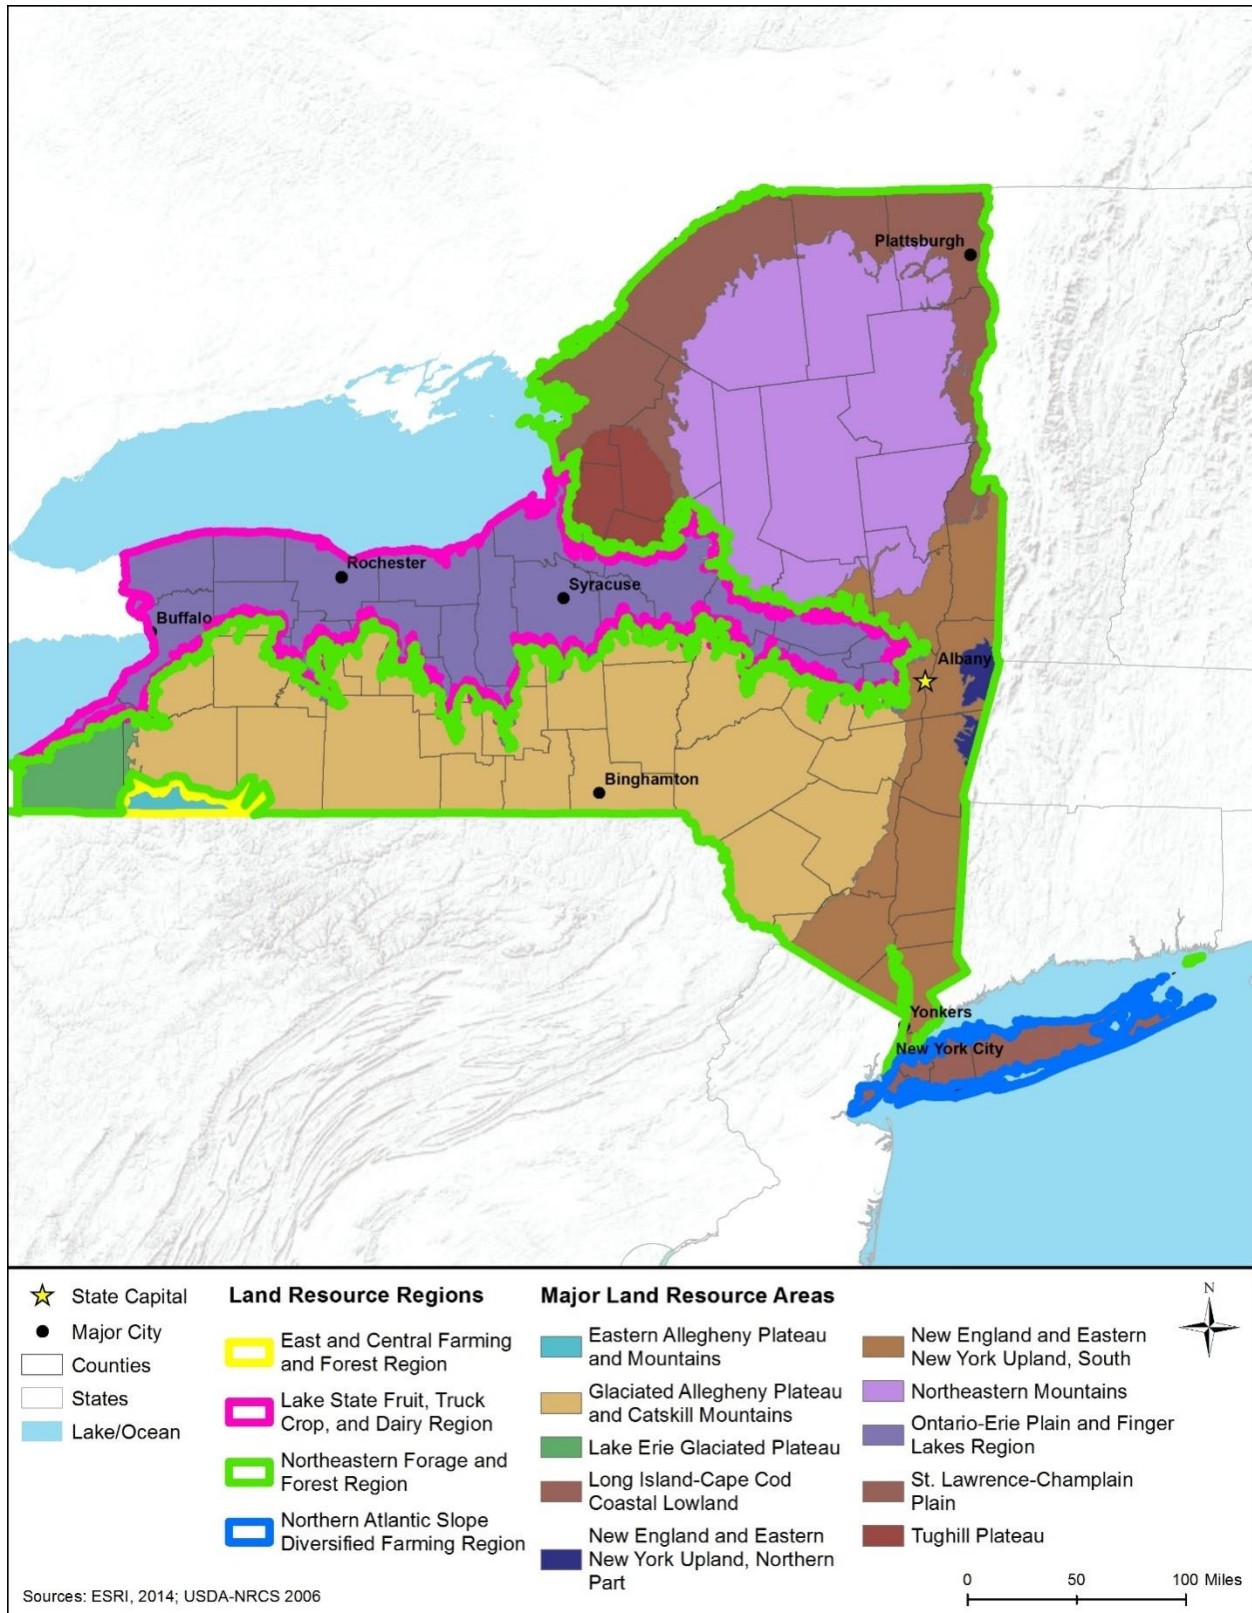 Plattsburgh
Rochester
Syracuse
Buffalo
Albany
Binghamton
Yonkers
New York City
State Capital
Major City
Counties
States
Lake/Ocean
Land Resource Regions
East and Central Farming
and Forest Region
Lake State Fruit, Truck
Crop, and Dairy Region
Northeastern Forage and
Forest Region
Northern Atlantic Slope
Diversified Farming Region
Major Land Resource Areas
Eastern Allegheny Plateau
and Mountains
Glaciated Allegheny Plateau
and Catskill Mountains
Lake Erie Glaciated Plateau
Long Island-Cape Cod
Coastal Lowland
New England and Eastern
New York Upland, Northern
Part
New England and Eastern
New York Upland, South
Northeastern Mountains
Ontario-Erie Plain and Finger
Lakes Region
St. Lawrence-Champlain
Plain
Tughill Plateau
N
0 50 100 Miles
Sources: ESRI, 2014; USDA-NRCS 2006